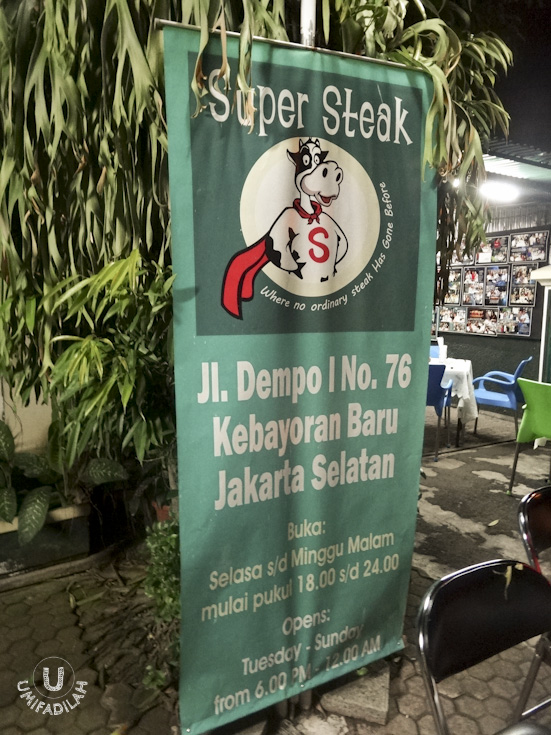 Super Steak
S
Where no ordinary steak Has Gone Before
Jl. Dempo I No. 76
Kebayoran Baru
Jakarta Selatan
Buka:
Selasa s/d Minggu Malam
mulai pukul 18.00 s/d 24.00
Opens:
Tuesday - Sunday
from 6.00 PM - 12.00 AM
U
UMIFADILAH